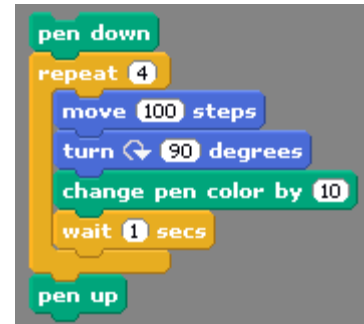 pen down
repeat 4
move 100 steps
turn 90 degrees
change pen color by 10
wait 1 secs
pen up